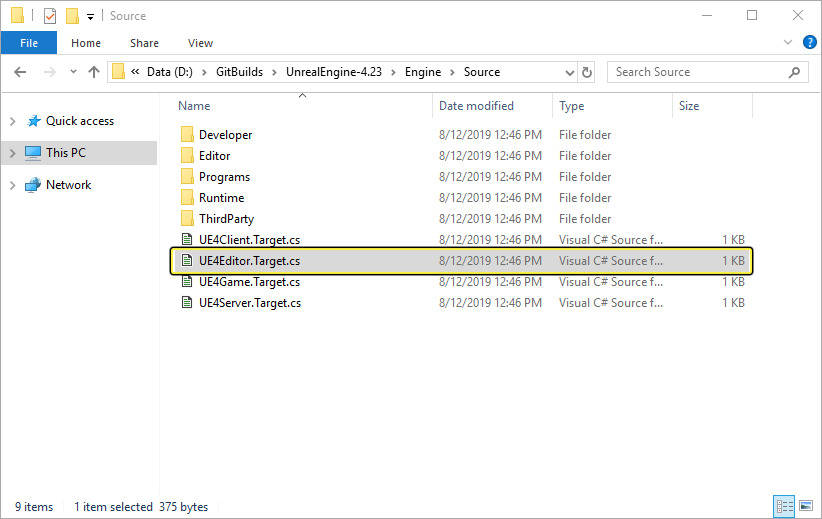 Source
File Home Share View
« Data (D:) > GitBuilds > UnrealEngine-4.23 > Engine > Source
Search Source
Name Date modified Type Size
Quick access
This PC
Network
Developer 8/12/2019 12:46 PM File folder
Editor 8/12/2019 12:46 PM File folder
Programs 8/12/2019 12:46 PM File folder
Runtime 8/12/2019 12:46 PM File folder
ThirdParty 8/12/2019 12:46 PM File folder
UE4Client.Target.cs 8/12/2019 12:46 PM Visual C# Source f... 1 KB
UE4Editor.Target.cs 8/12/2019 12:46 PM Visual C# Source f... 1 KB
UE4Game.Target.cs 8/12/2019 12:46 PM Visual C# Source f... 1 KB
UE4Server.Target.cs 8/12/2019 12:46 PM Visual C# Source f... 1 KB
9 items 1 item selected 375 bytes